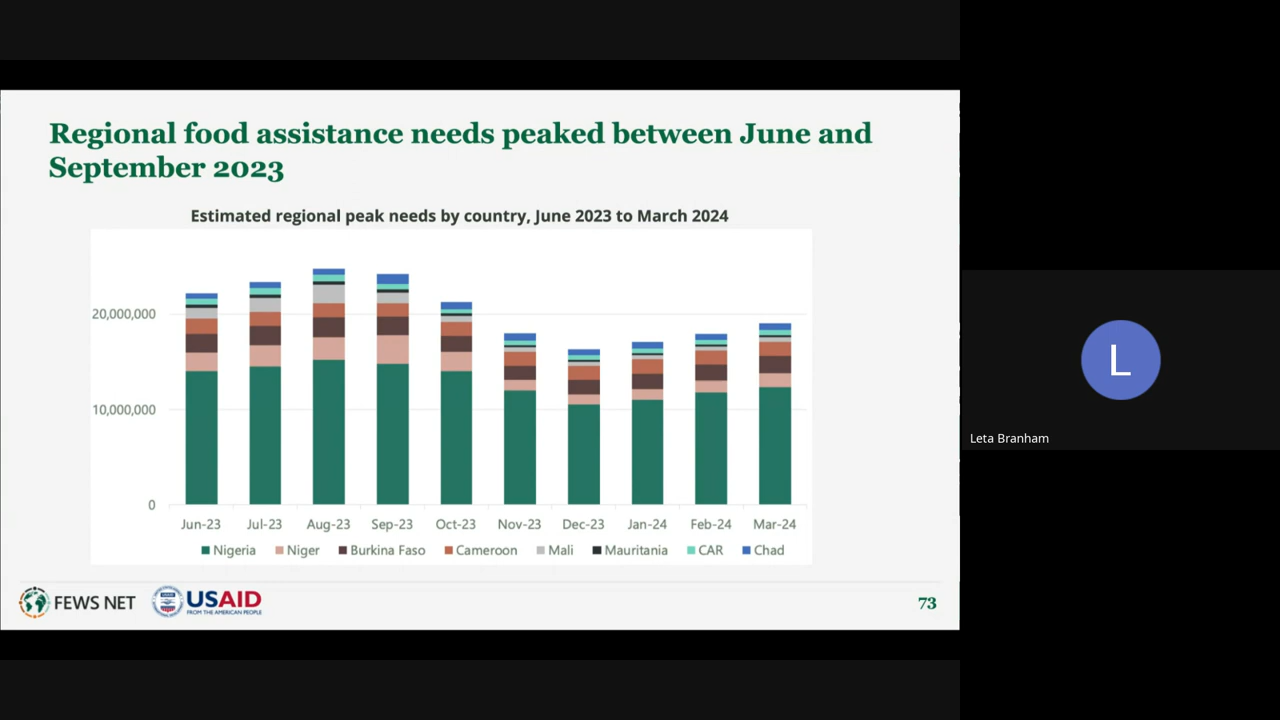 Regional food assistance needs peaked between June and
September 2023
Estimated regional peak needs by country, June 2023 to March 2024
20,000,000
10,000,000
0
Jun-23 Jul-23 Aug-23 Sep-23 Oct-23 Nov-23 Dec-23 Jan-24 Feb-24 Mar-24
Nigeria Niger Burkina Faso Cameroon Mali Mauritania CAR Chad
FEWS NET
USAID
FROM THE AMERICAN PEOPLE
73
L
Leta Branham